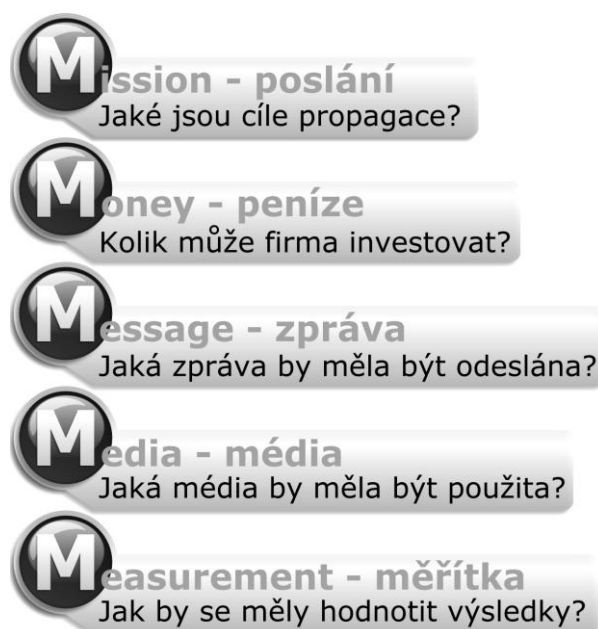 Mission - poslání
Jaké jsou cíle propagace?
Money - peníze
Kolik může firma investovat?
Message - zpráva
Jaká zpráva by měla být odeslána?
Media - média
Jaká média by měla být použita?
Measurement - měřítka
Jak by se měly hodnotit výsledky?